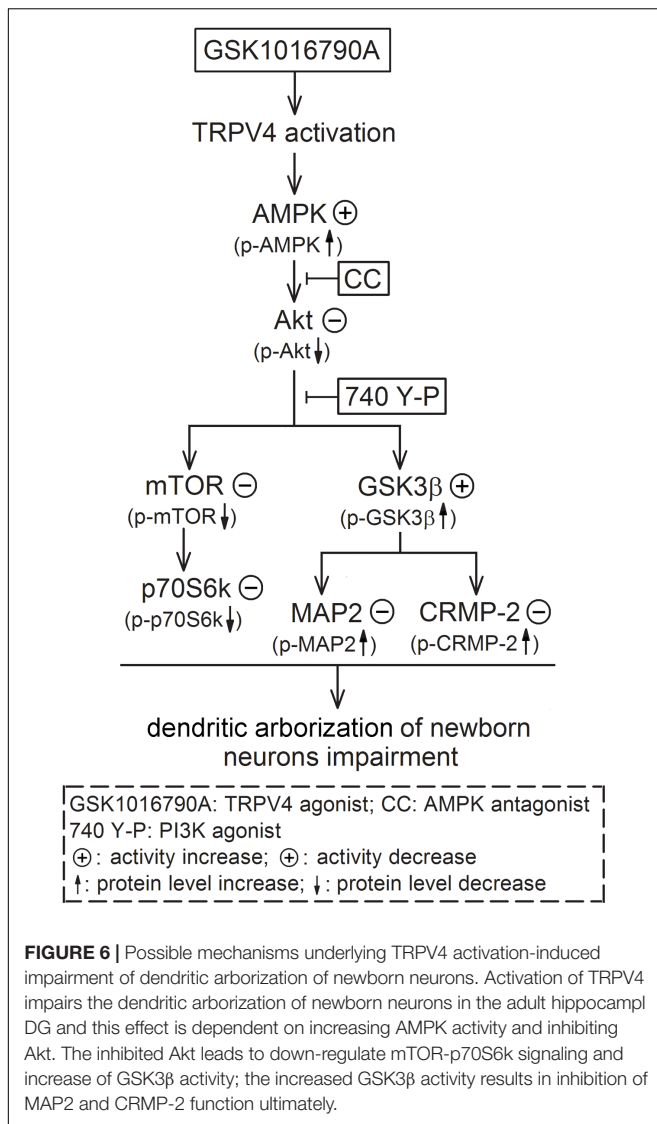 GSK1016790A
TRPV4 activation
AMPK ⊕
(p-AMPK↑)
CC
Akt ⊖
(p-Akt↓)
740 Y-P
mTOR ⊖ GSK3β ⊕
(p-mTOR↓) (p-GSK3β↑)
p70S6k ⊖ MAP2 ⊖ CRMP-2 ⊖
(p-p70S6k↓) (p-MAP2↑) (p-CRMP-2↑)
dendritic arborization of newborn
neurons impairment
GSK1016790A: TRPV4 agonist; CC: AMPK antagonist
740 Y-P: PI3K agonist
⊕: activity increase; ⊕: activity decrease
↑: protein level increase; ↓: protein level decrease
FIGURE 6 | Possible mechanisms underlying TRPV4 activation-induced
impairment of dendritic arborization of newborn neurons. Activation of TRPV4
impairs the dendritic arborization of newborn neurons in the adult hippocampl
DG and this effect is dependent on increasing AMPK activity and inhibiting
Akt. The inhibited Akt leads to down-regulate mTOR-p70S6k signaling and
increase of GSK3β activity; the increased GSK3β activity results in inhibition of
MAP2 and CRMP-2 function ultimately.